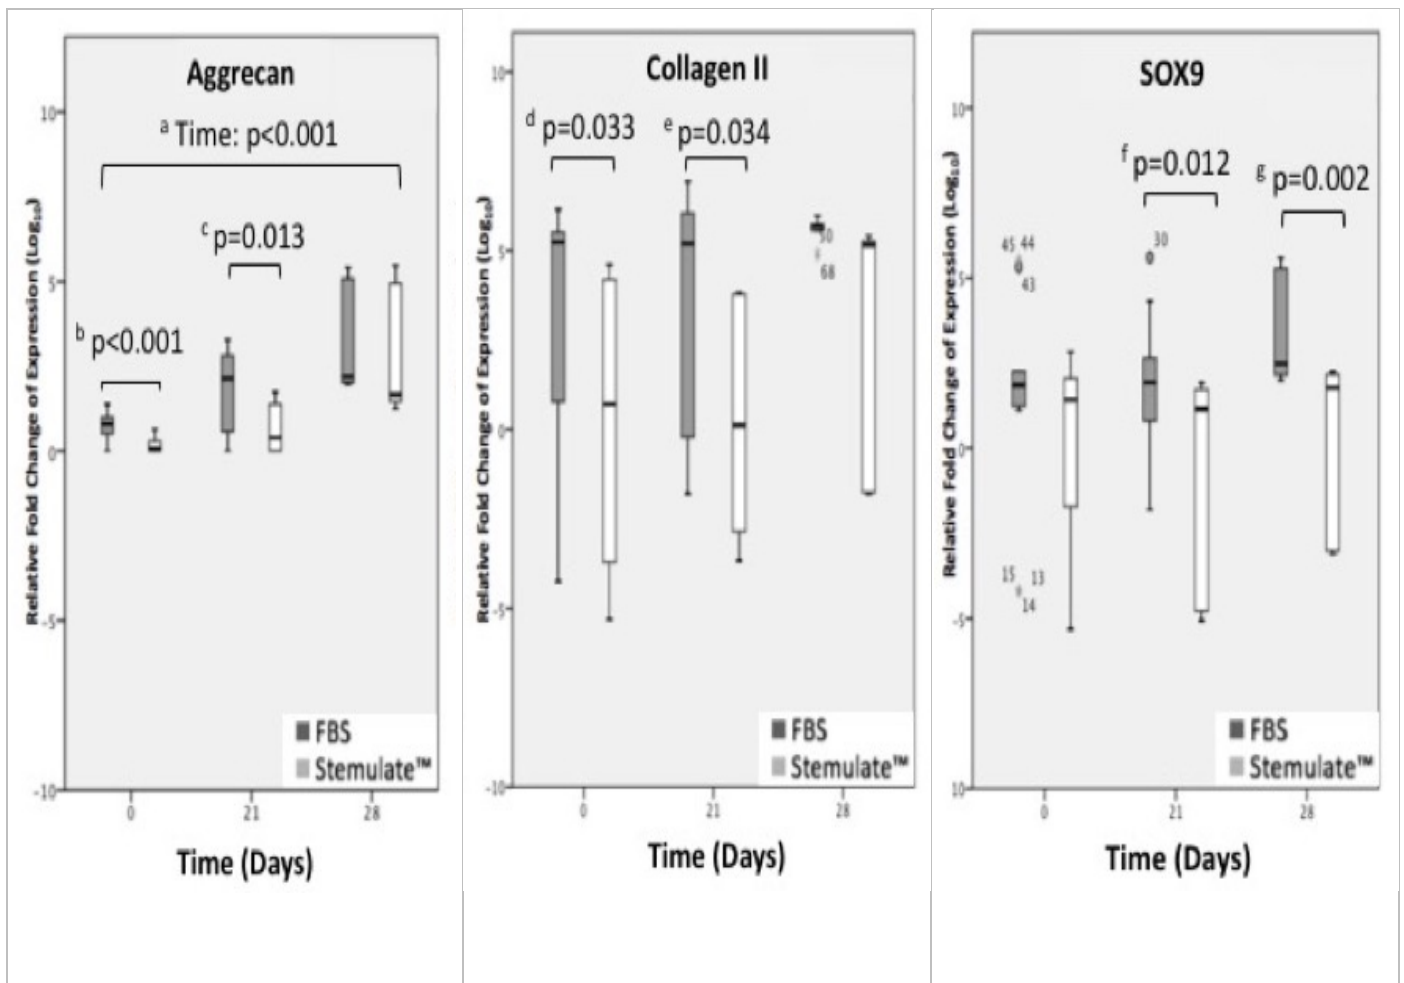 Aggrecan
a Time: p<0.001
c p=0.013
b p<0.001
10
5
0
-5
-10
Relative Fold Change of Expression (Log10)
FBS
Stemulate™
0 21 28
Time (Days)
Collagen II
d p=0.033
e p=0.034
10
5
0
-5
-10
Relative Fold Change of Expression (Log10)
68
FBS
Stemulate™
0 21 28
Time (Days)
SOX9
f p=0.012
g p=0.002
10
5
0
-5
10
Relative Fold Change of Expression (Log10)
45 44
43
30
15 13
14
FBS
Stemulate™
0 21 28
Time (Days)